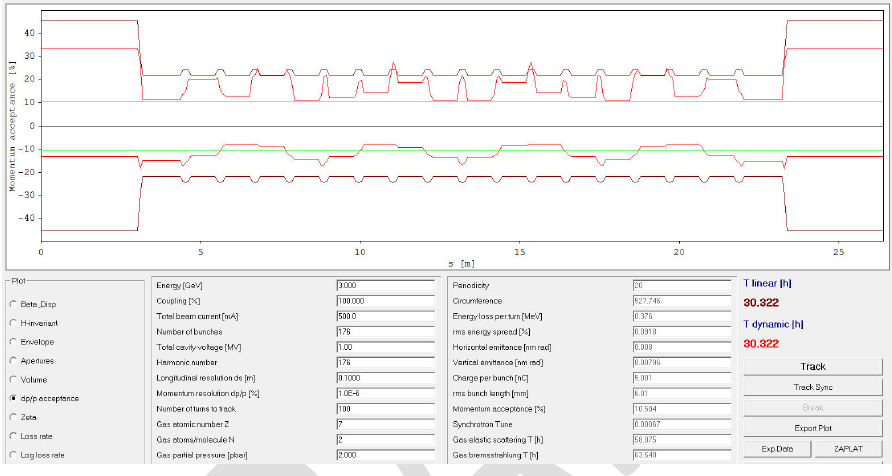 40
30
20
10
0
-10
-20
-30
-40
Momentum acceptance [%]
0 5 10 15 20 25
s [m]
Plot
Beta_Disp
H-invariant
Envelope
Apertures
Volume
dp/p acceptance
Zeta
Loss rate
Log loss rate
Energy [GeV] 3.000
Coupling [%] 100.000
Total beam current [mA] 500.0
Number of bunches 176
Total cavity voltage [MV] 1.00
Harmonic number 176
Longitudinal resolution ds [m] 0.1000
Momentum resolution dp/p [%] 1.0E-6
Number of turns to track 100
Gas atomic number Z 7
Gas atoms/molecule N 2
Gas partial pressure [pbar] 2.000
Periodicity 20
Circumference 527.746
Energy loss per turn [MeV] 0.376
rms energy spread [%] 0.0918
Horizontal emittance [nm rad] 0.008
Vertical emittance [nm rad] 0.00796
Charge per bunch [nC] 5.001
rms bunch length [mm] 6.01
Momentum acceptance [%] 10.504
Synchrotron Tune 0.00067
Gas elastic scattering T [h] 58.075
Gas bremsstrahlung T [h] 63.540
T linear [h]
30.322
T dynamic [h]
30.322
Track
Track Sync
Break
Export Plot
Exp.Data ZAPLAT